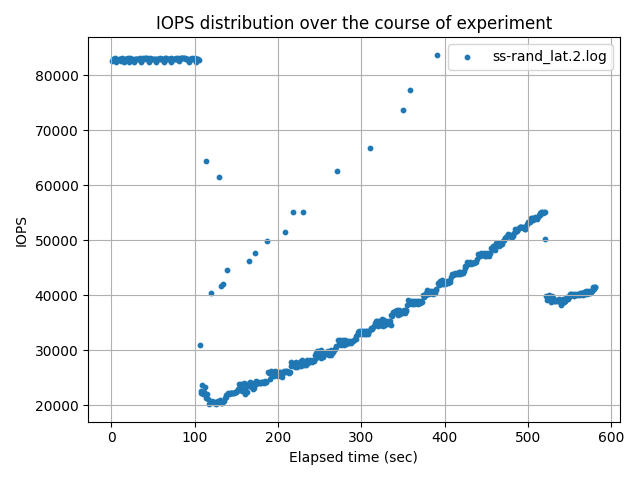 IOPS distribution over the course of experiment
ss-rand_lat.2.log
80000
70000
60000
50000
40000
30000
20000
IOPS
0 100 200 300 400 500 600
Elapsed time (sec)